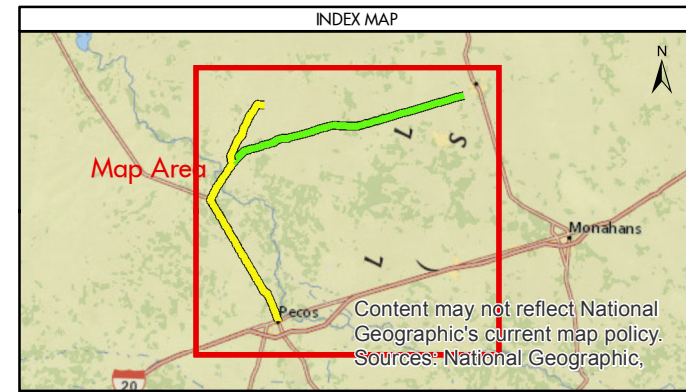 INDEX MAP
N
L
S
Map Area
Monahans
L
(
Pecos
Content may not reflect National
Geographic's current map policy.
Sources: National Geographic,
20